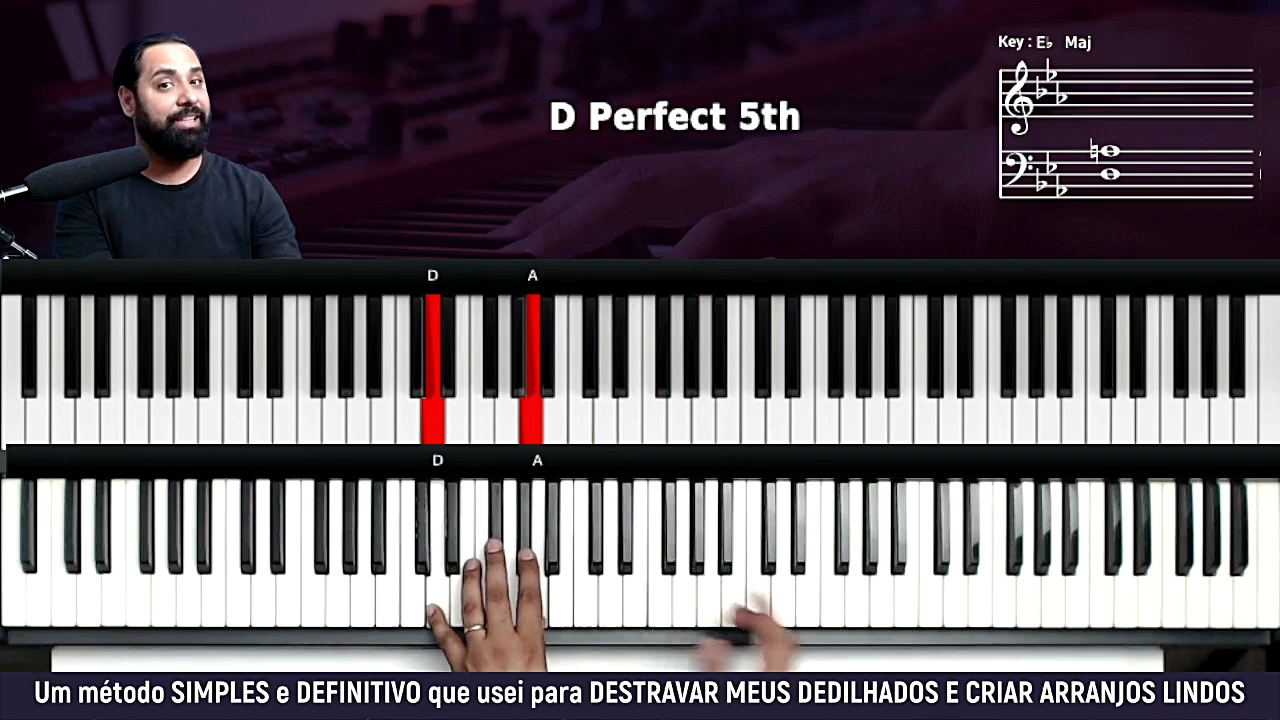 Key : E♭ Maj
D Perfect 5th
D A
D A
Um método SIMPLES e DEFINITIVO que usei para DESTRAVAR MEUS DEDILHADOS E CRIAR ARRANJOS LINDOS